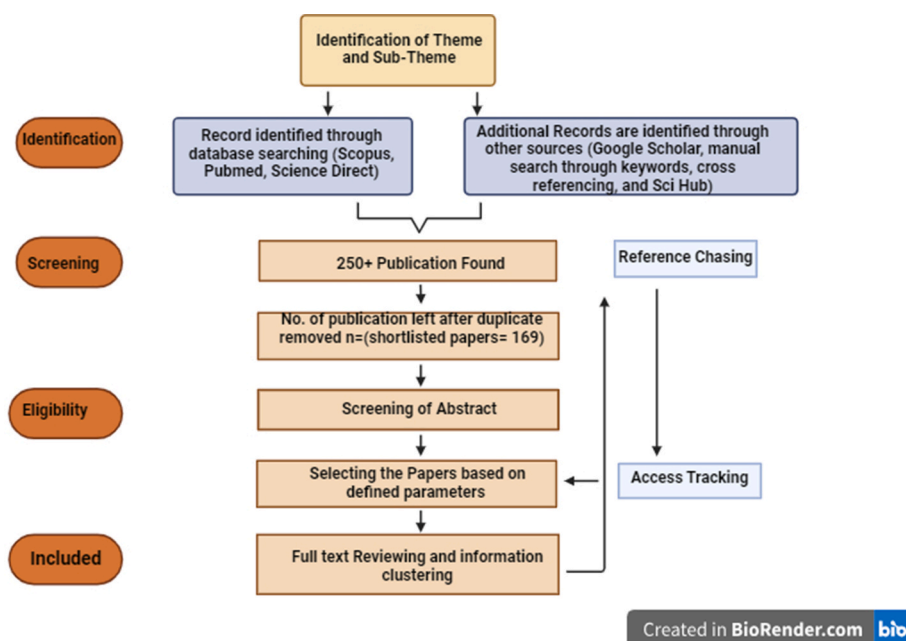 Identification of Theme
and Sub-Theme
Identification
Record identified through
database searching (Scopus,
Pubmed, Science Direct)
Additional Records are identified through
other sources (Google Scholar, manual
search through keywords, cross
referencing, and Sci Hub)
Screening
250+ Publication Found
Reference Chasing
No. of publication left after duplicate
removed n=(shortlisted papers= 169)
Eligibility
Screening of Abstract
Selecting the Papers based on
defined parameters
Access Tracking
Included
Full text Reviewing and information
clustering
Created in BioRender.com bio